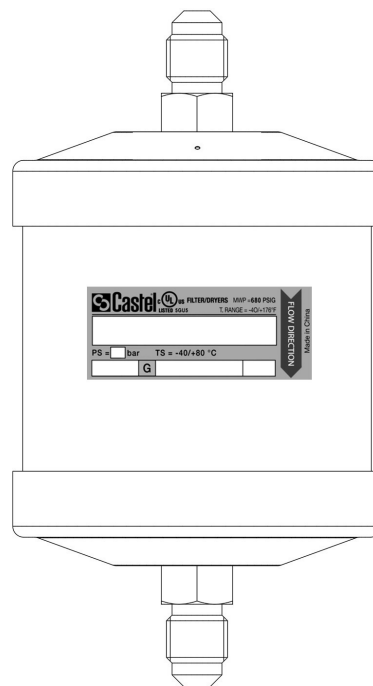 Castel c UL us FILTER/DRYERS MWP =680 PSIG
LISTED SGUS T. RANGE = -40/+176°F
PS = bar TS = -40/+80 °C
G
FLOW DIRECTION
Made in China